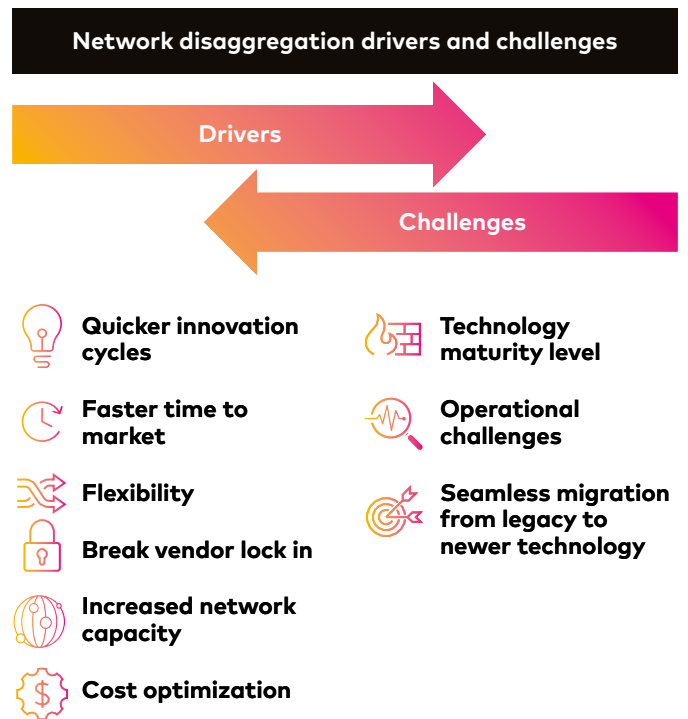 Network disaggregation drivers and challenges
Drivers
Challenges
Quicker innovation
cycles
Faster time to
market
Flexibility
Break vendor lock in
Increased network
capacity
Cost optimization
Technology
maturity level
Operational
challenges
Seamless migration
from legacy to
newer technology